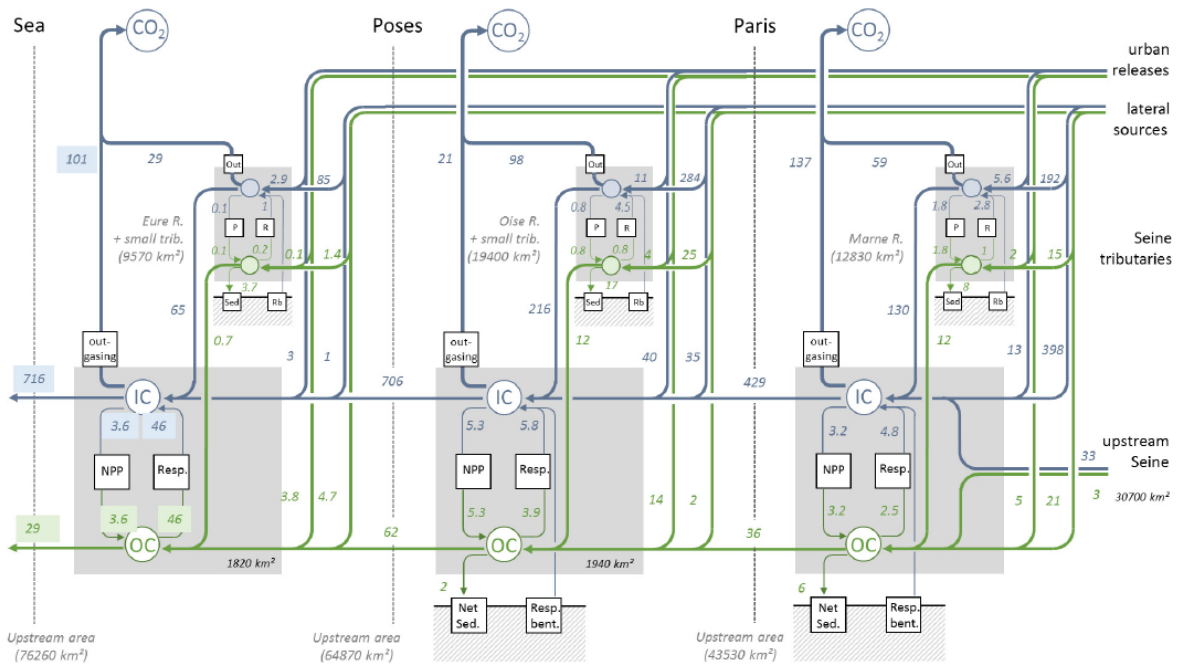 Sea
CO2
Poses
CO2
Paris
CO2
urban
releases
lateral
sources
101
29
Out
2.9
85
0.1
1
P
R
0.1
0.2
0.1
1.4
3.7
Sed
Rb
Eure R.
+ small trib.
(9570 km²)
21
98
Out
11
284
0.8
4.5
P
R
0.8
0.8
4
25
17
Sed
Rb
Oise R.
+ small trib.
(19400 km²)
137
59
Out
5.6
192
1.8
2.8
P
R
1.8
1
2
15
8
Sed
Rb
Marne R.
(12830 km²)
Seine
tributaries
65
0.7
216
12
130
12
out-
gasing
3
1
out-
gasing
40
35
out-
gasing
13
398
716
IC
706
IC
429
IC
3.6
46
5.3
5.8
3.2
4.8
NPP
Resp.
NPP
Resp.
NPP
Resp.
upstream
Seine
33
3
30700 km²
3.6
46
3.8
4.7
5.3
3.9
14
2
3.2
2.5
5
21
29
OC
62
OC
36
OC
1820 km²
1940 km²
2
Net
Sed.
Resp.
bent.
6
Net
Sed.
Resp.
bent.
Upstream area
(76260 km²)
Upstream area
(64870 km²)
Upstream area
(43530 km²)